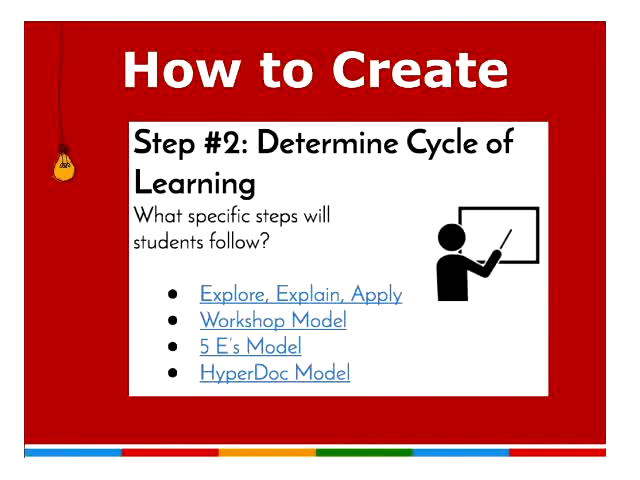 How to Create
Step #2: Determine Cycle of
Learning
What specific steps will
students follow?
● Explore, Explain, Apply
● Workshop Model
● 5 E's Model
● HyperDoc Model